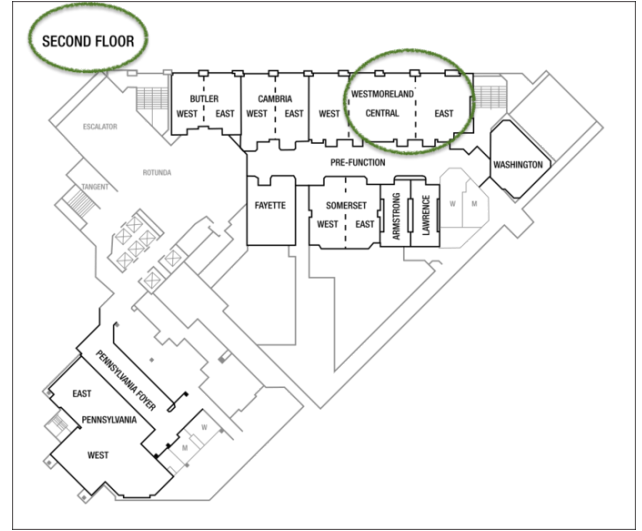 SECOND FLOOR
BUTLER
WEST EAST
CAMBRIA
WEST EAST
WESTMORELAND
WEST CENTRAL EAST
ESCALATOR
PRE-FUNCTION
WASHINGTON
ROTUNDA
TANGENT
FAYETTE
SOMERSET
WEST EAST
ARMSTRONG
LAWRENCE
W M
PENNSYLVANIA FOYER
EAST
PENNSYLVANIA
WEST
W
M